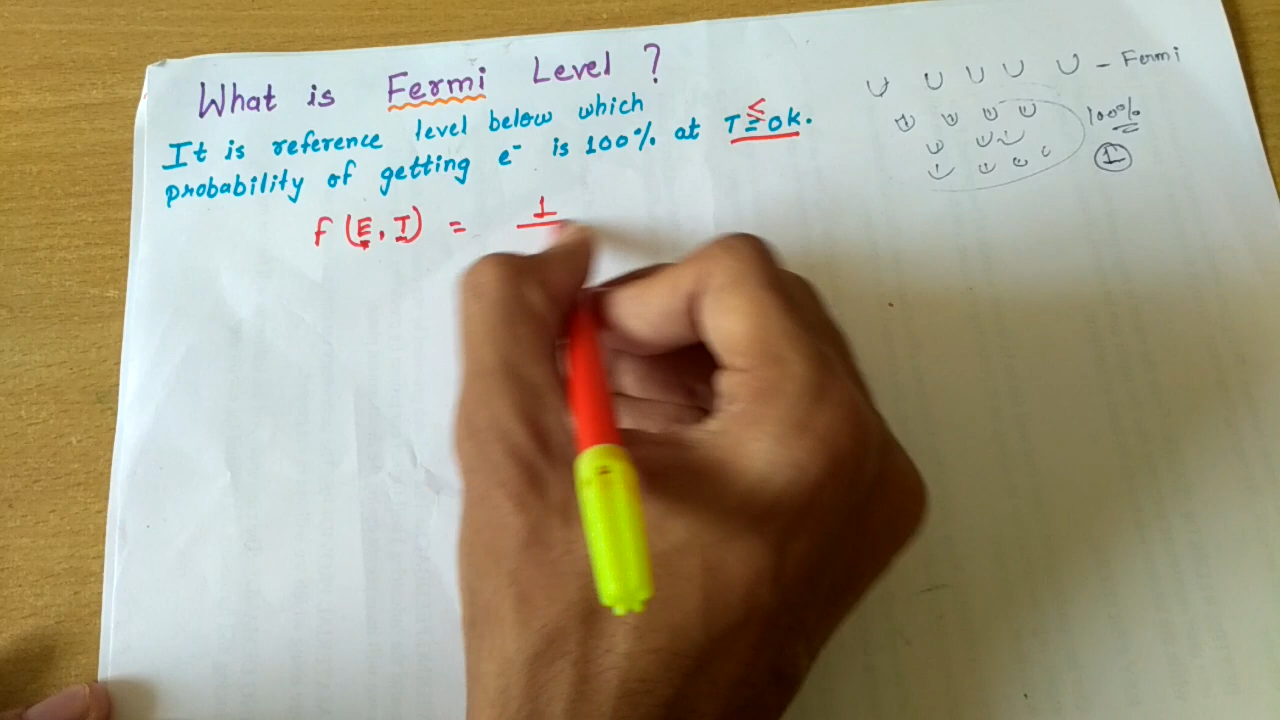 What is Fermi Level ?
It is reference level below which
probability of getting e⁻ is 100% at T≤0k.
f(E, T) = 1
– Fermi
100%
1